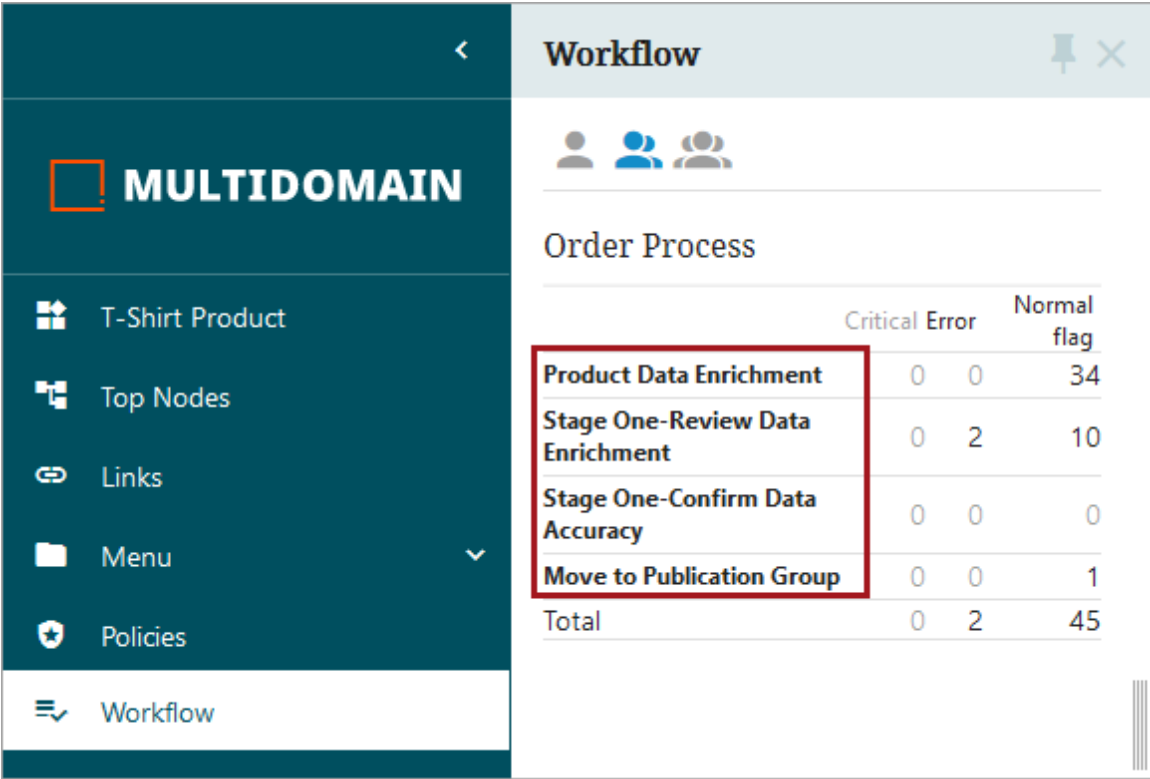 Workflow
MULTIDOMAIN
T-Shirt Product
Top Nodes
Links
Menu
Policies
Workflow
Order Process
Critical Error Normal
flag
Product Data Enrichment 0 0 34
Stage One-Review Data
Enrichment 0 2 10
Stage One-Confirm Data
Accuracy 0 0 0
Move to Publication Group 0 0 1
Total 0 2 45